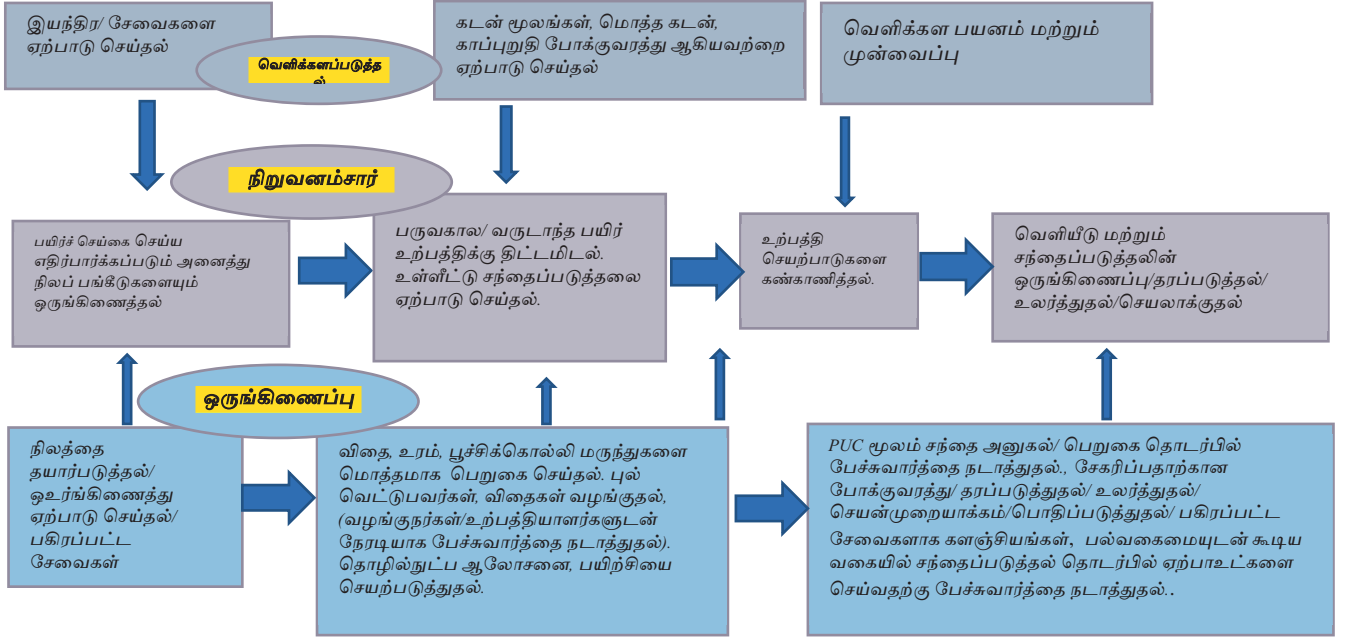 இயந்திர/ சேவைகளை
ஏற்பாடு செய்தல்
வெளிக்களப்படுத்த
ல்
கடன் மூலங்கள், மொத்த கடன்,
காப்புறுதி போக்குவரத்து ஆகியவற்றை
ஏற்பாடு செய்தல்
வெளிக்கள பயனம் மற்றும்
முன்வைப்பு
நிறுவனம்சார்
பயிர்ச் செய்கை செய்ய
எதிர்பார்க்கப்படும் அனைத்து
நிலப் பங்கீடுகளையும்
ஒருங்கிணைத்தல்
பருவகால/ வருடாந்த பயிர்
உற்பத்திக்கு திட்டமிடல்.
உள்ளீட்டு சந்தைப்படுத்தலை
ஏற்பாடு செய்தல்.
உற்பத்தி
செயற்பாடுகளை
கண்காணித்தல்.
வெளியீடு மற்றும்
சந்தைப்படுத்தலின்
ஒருங்கிணைப்பு/தரப்படுத்தல்/
உலர்த்துதல்/செயலாக்குதல்
ஒருங்கிணைப்பு
நிலத்தை
தயார்படுத்தல்/
ஒஉர்ங்கிணைத்து
ஏற்பாடு செய்தல்/
பகிரப்பட்ட
சேவைகள்
விதை, உரம், பூச்சிக்கொல்லி மருந்துகளை
மொத்தமாக பெறுகை செய்தல். புல்
வெட்டுபவர்கள், விதைகள் வழங்குதல்,
(வழங்குநர்கள்/உற்பத்தியாளர்களுடன்
நேரடியாக பேச்சுவார்த்தை நடாத்துதல்).
தொழில்நுட்ப ஆலோசனை, பயிற்சியை
செயற்படுத்துதல்.
PUC மூலம் சந்தை அனுகல்/ பெறுகை தொடர்பில்
பேச்சுவார்த்தை நடாத்துதல்., சேகரிப்பதாற்கான
போக்குவரத்து/ தரப்படுத்துதல்/ உலர்த்துதல்/
செயன்முறையாக்கம்/பொதிப்படுத்துதல்/ பகிரப்பட்ட
சேவைகளாக களஞ்சியங்கள், பல்வகைமையுடன் கூடிய
வகையில் சந்தைப்படுத்தல் தொடர்பில் ஏற்பாஉட்களை
செய்வதற்கு பேச்சுவார்த்தை நடாத்துதல்..